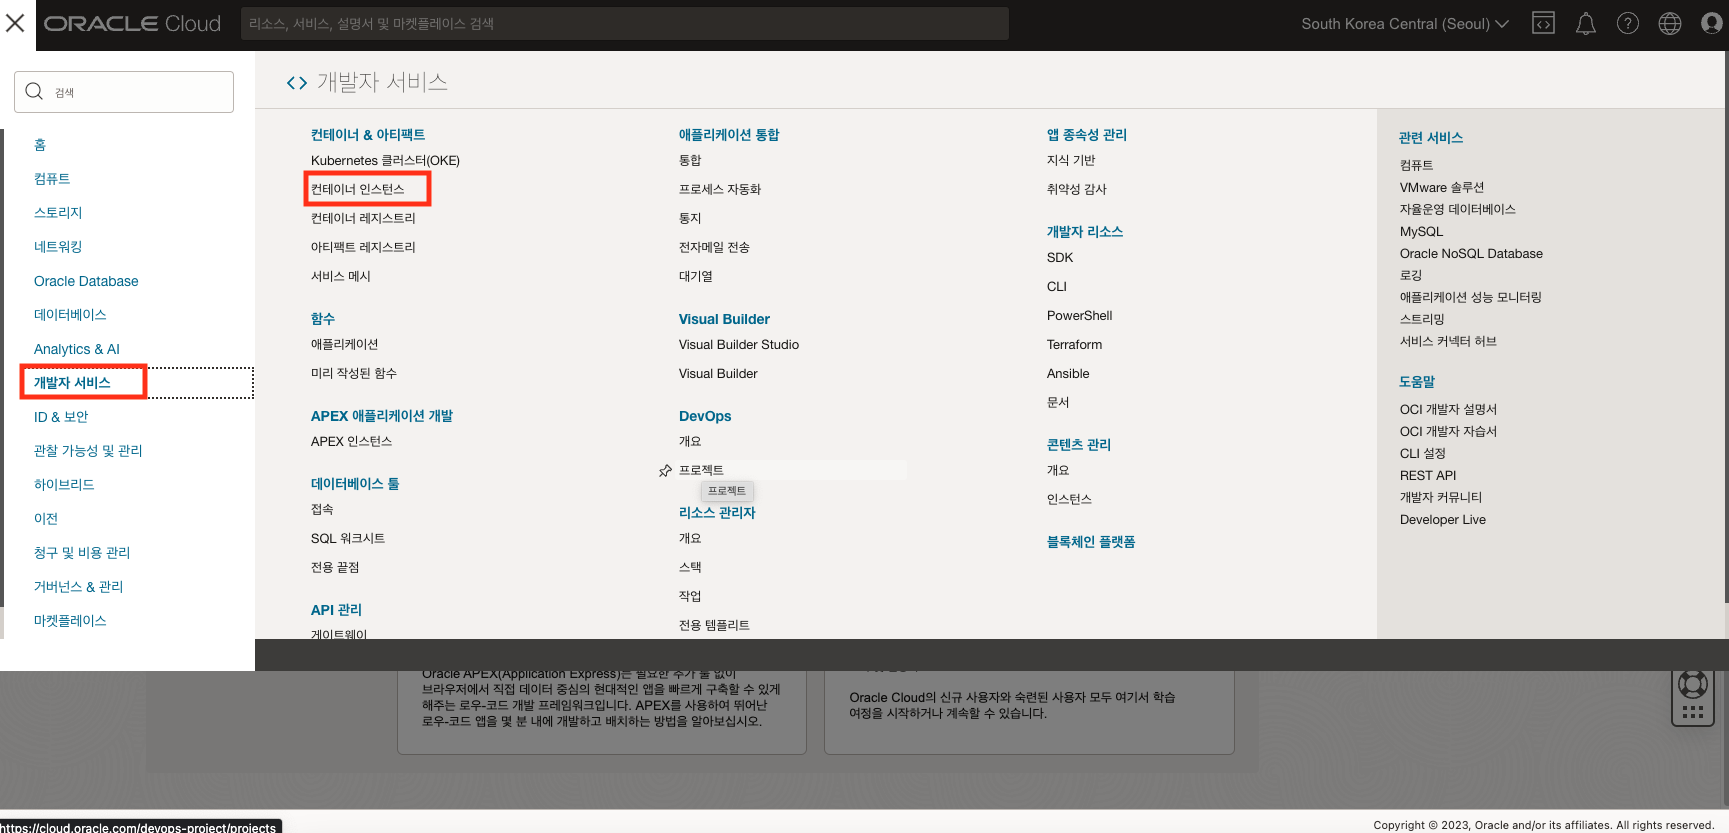 ORACLE Cloud
리소스, 서비스, 설명서 및 마켓플레이스 검색
South Korea Central (Seoul)
검색
홈
컴퓨트
스토리지
네트워킹
Oracle Database
데이터베이스
Analytics & AI
개발자 서비스
ID & 보안
관찰 가능성 및 관리
하이브리드
이전
청구 및 비용 관리
거버넌스 & 관리
마켓플레이스
개발자 서비스
컨테이너 & 아티팩트
Kubernetes 클러스터(OKE)
컨테이너 인스턴스
컨테이너 레지스트리
아티팩트 레지스트리
서비스 메시
함수
애플리케이션
미리 작성된 함수
APEX 애플리케이션 개발
APEX 인스턴스
데이터베이스 툴
접속
SQL 워크시트
전용 끝점
API 관리
게이트웨이
애플리케이션 통합
통합
프로세스 자동화
통지
전자메일 전송
대기열
Visual Builder
Visual Builder Studio
Visual Builder
DevOps
개요
프로젝트
프로젝트
리소스 관리자
개요
스택
작업
전용 템플리트
앱 종속성 관리
지식 기반
취약성 감사
개발자 리소스
SDK
CLI
PowerShell
Terraform
Ansible
문서
콘텐츠 관리
개요
인스턴스
블록체인 플랫폼
관련 서비스
컴퓨트
VMware 솔루션
자율운영 데이터베이스
MySQL
Oracle NoSQL Database
로깅
애플리케이션 성능 모니터링
스트리밍
서비스 커넥터 허브
도움말
OCI 개발자 설명서
OCI 개발자 자습서
CLI 설정
REST API
개발자 커뮤니티
Developer Live
Oracle APEX(Application Express)는 필요한 추가 툴 없이
브라우저에서 직접 데이터 중심의 현대적인 앱을 빠르게 구축할 수 있게
해주는 로우-코드 개발 프레임워크입니다. APEX를 사용하여 뛰어난
로우-코드 앱을 몇 분 내에 개발하고 배치하는 방법을 알아보십시오.
Oracle Cloud의 신규 사용자와 숙련된 사용자 모두 여기서 학습
여정을 시작하거나 계속할 수 있습니다.
https://cloud.oracle.com/devops-project/projects
Copyright © 2023, Oracle and/or its affiliates. All rights reserved.